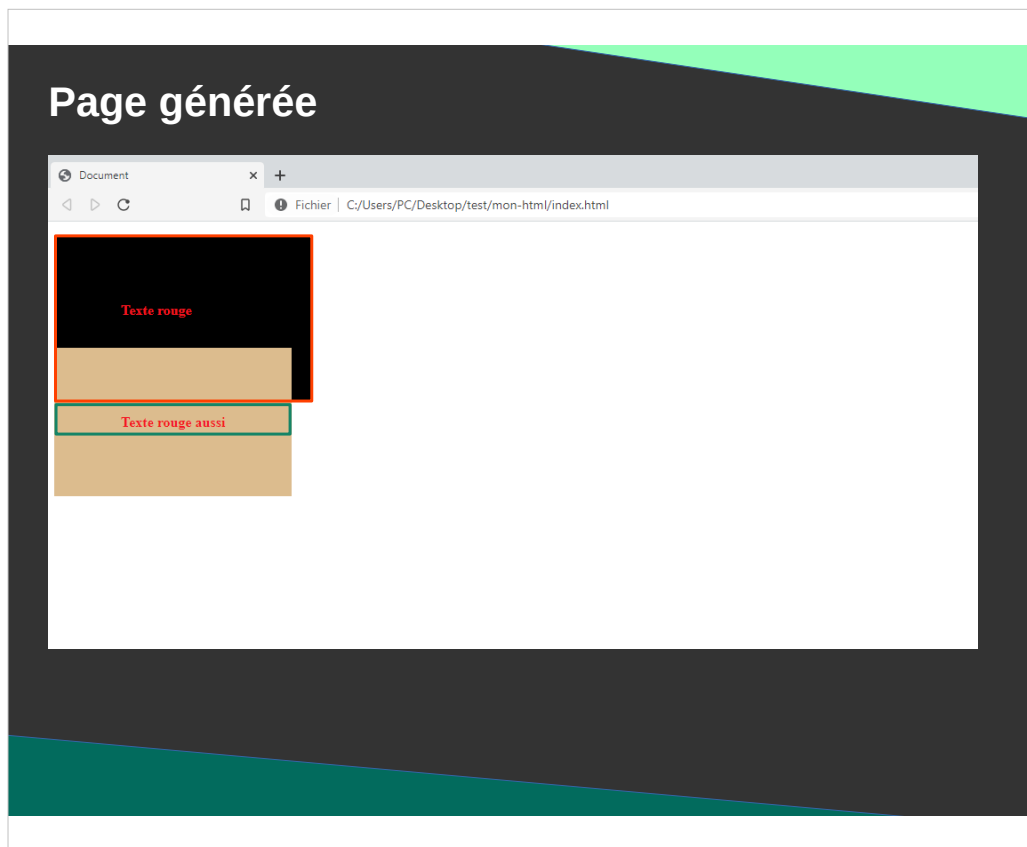 Page générée
Document
Fichier C:/Users/PC/Desktop/test/mon-html/index.html
Texte rouge
Texte rouge aussi